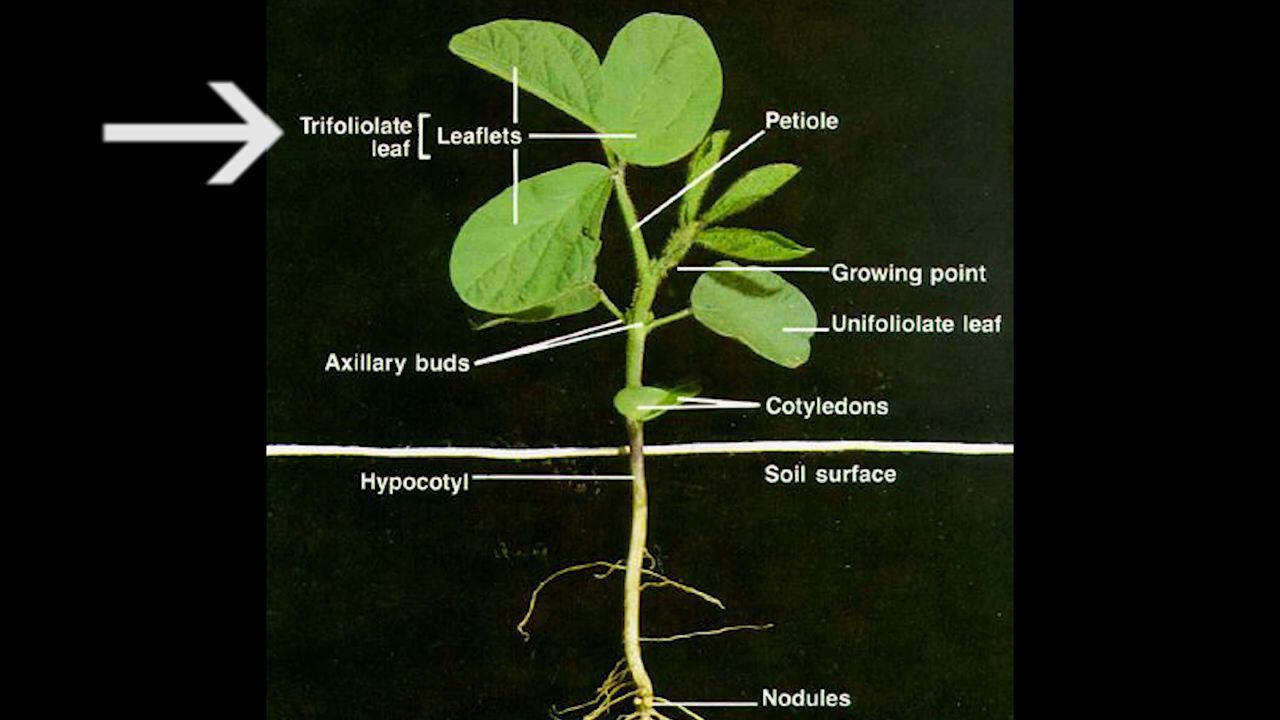 Petiole
Trifoliolate
leaf
Leaflets
Growing point
Unifoliolate leaf
Axillary buds
Cotyledons
Soil surface
Hypocotyl
Nodules